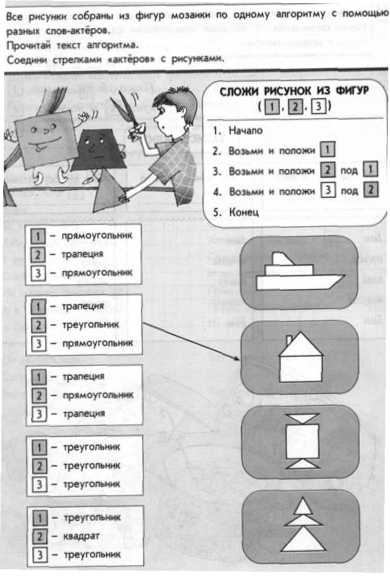 Все рисунки собраны из фигур мозаики по одному алгоритму с помощью
разных слов-актёров.
Прочитай текст алгоритма.
Соедини стрелками «актёров» с рисунками.
СЛОЖИ РИСУНОК ИЗ ФИГУР
( 1 , 2 , 3 )
1. Начало
2. Возьми и положи 1
3. Возьми и положи 2 под 1
4. Возьми и положи 3 под 2
5. Конец
1 – прямоугольник
2 – трапеция
3 – прямоугольник
1 – трапеция
2 – треугольник
3 – прямоугольник
1 – трапеция
2 – прямоугольник
3 – трапеция
1 – треугольник
2 – треугольник
3 – треугольник
1 – треугольник
2 – квадрат
3 – треугольник